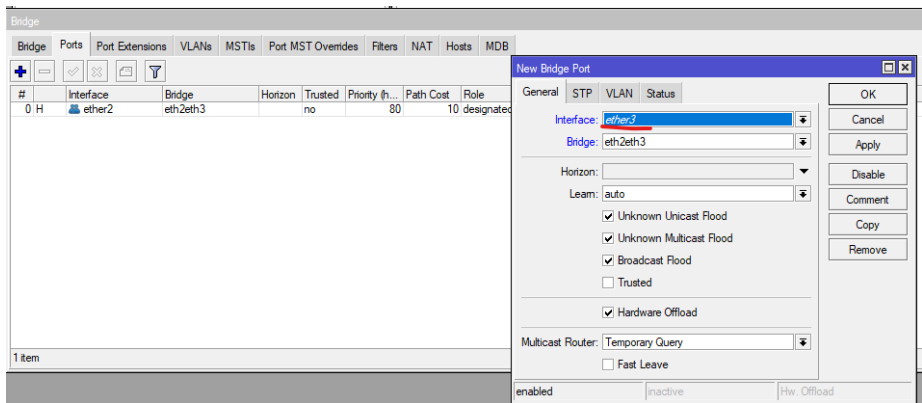 Bridge
Bridge Ports Port Extensions VLANs MSTIs Port MST Overrides Filters NAT Hosts MDB
# Interface Bridge Horizon Trusted Priority (h... Path Cost Role
0 H ether2 eth2eth3 no 80 10 designated
1 item
New Bridge Port
General STP VLAN Status
Interface: ether3
Bridge: eth2eth3
Horizon:
Learn: auto
Unknown Unicast Flood
Unknown Multicast Flood
Broadcast Flood
Trusted
Hardware Offload
Multicast Router: Temporary Query
Fast Leave
OK
Cancel
Apply
Disable
Comment
Copy
Remove
enabled inactive Hw. Offload